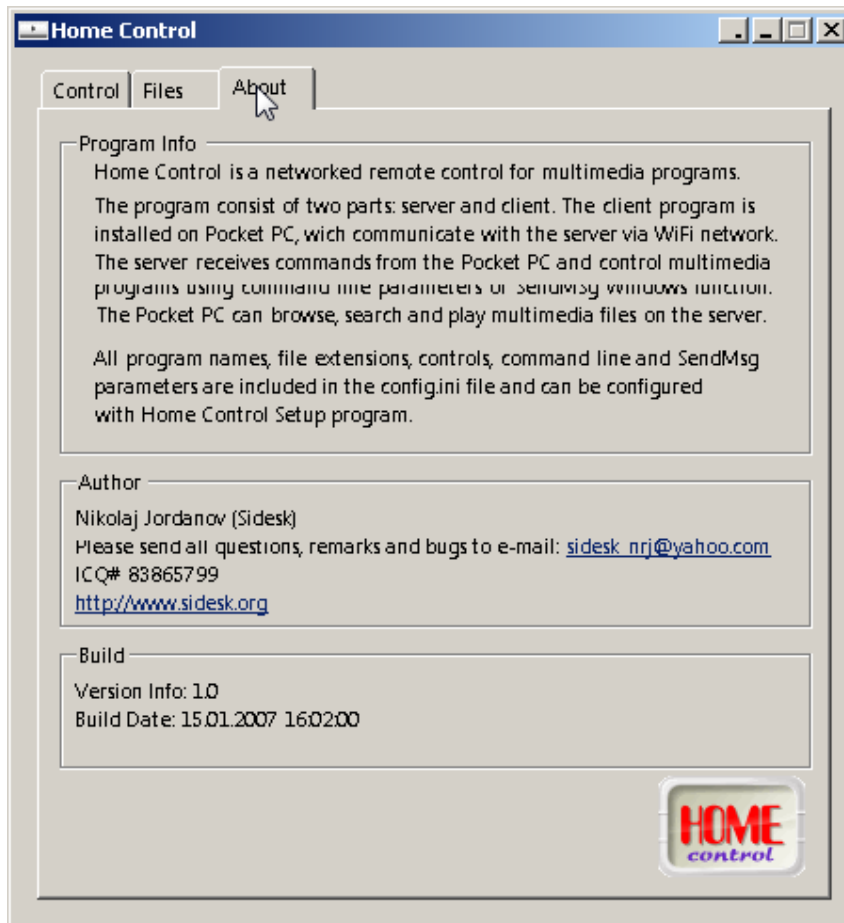 Home Control
Control Files About
Program Info
Home Control is a networked remote control for multimedia programs.
The program consist of two parts: server and client. The client program is
installed on Pocket PC, wich communicate with the server via WiFi network.
The server receives commands from the Pocket PC and control multimedia
programs using command line parameters or SendMsg Windows function.
The Pocket PC can browse, search and play multimedia files on the server.
All program names, file extensions, controls, command line and SendMsg
parameters are included in the config.ini file and can be configured
with Home Control Setup program.
Author
Nikolaj Jordanov (Sidesk)
Please send all questions, remarks and bugs to e-mail: sidesk_nrj@yahoo.com
ICQ# 83865799
http://www.sidesk.org
Build
Version Info: 1.0
Build Date: 15.01.2007 16:02:00
HOME
control